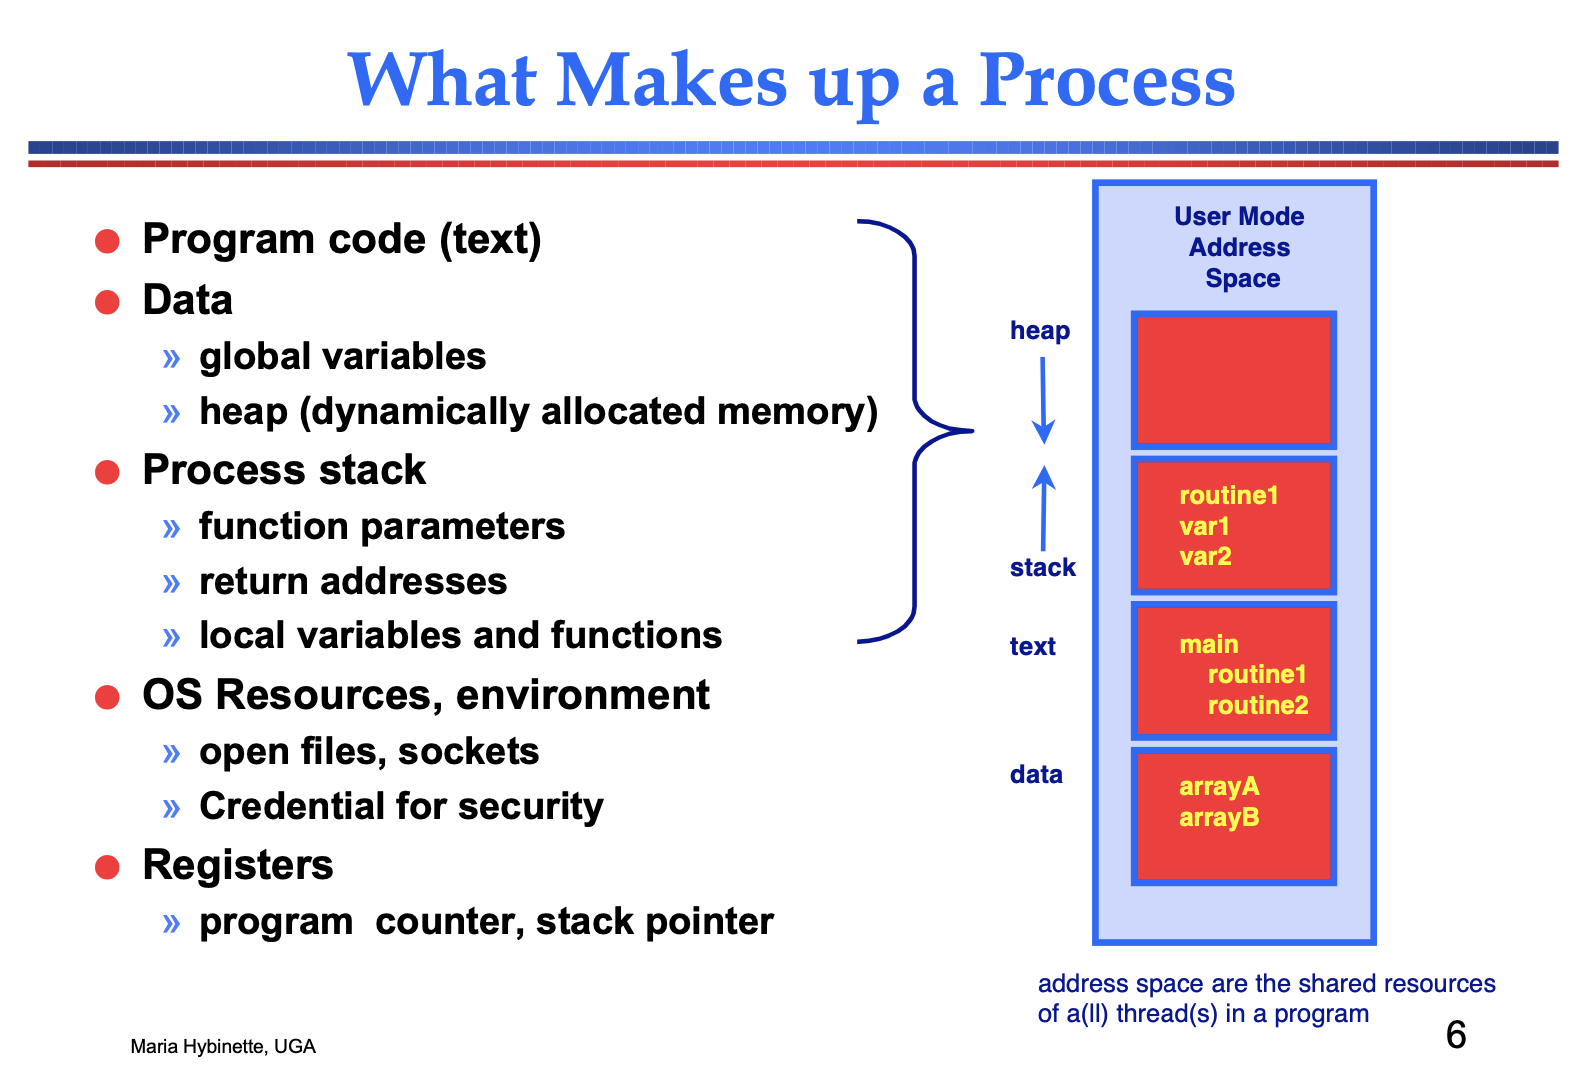 What Makes up a Process
Program code (text)
Data
» global variables
» heap (dynamically allocated memory)
Process stack
» function parameters
» return addresses
» local variables and functions
OS Resources, environment
» open files, sockets
» Credential for security
Registers
» program  counter, stack pointer
User Mode
Address
Space
heap
stack
routine1
var1
var2
text
main
routine1
routine2
data
arrayA
arrayB
address space are the shared resources
of a(ll) thread(s) in a program
Maria Hybinette, UGA
6